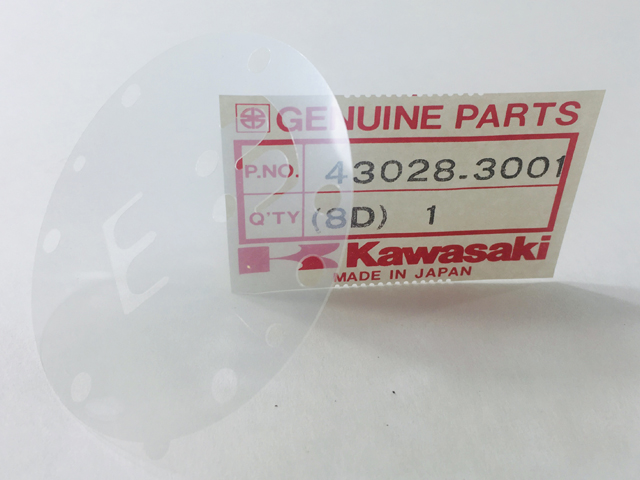 GENUINE PARTS
P.NO. 43028-3001
Q'TY (8D) 1
Kawasaki
MADE IN JAPAN
E